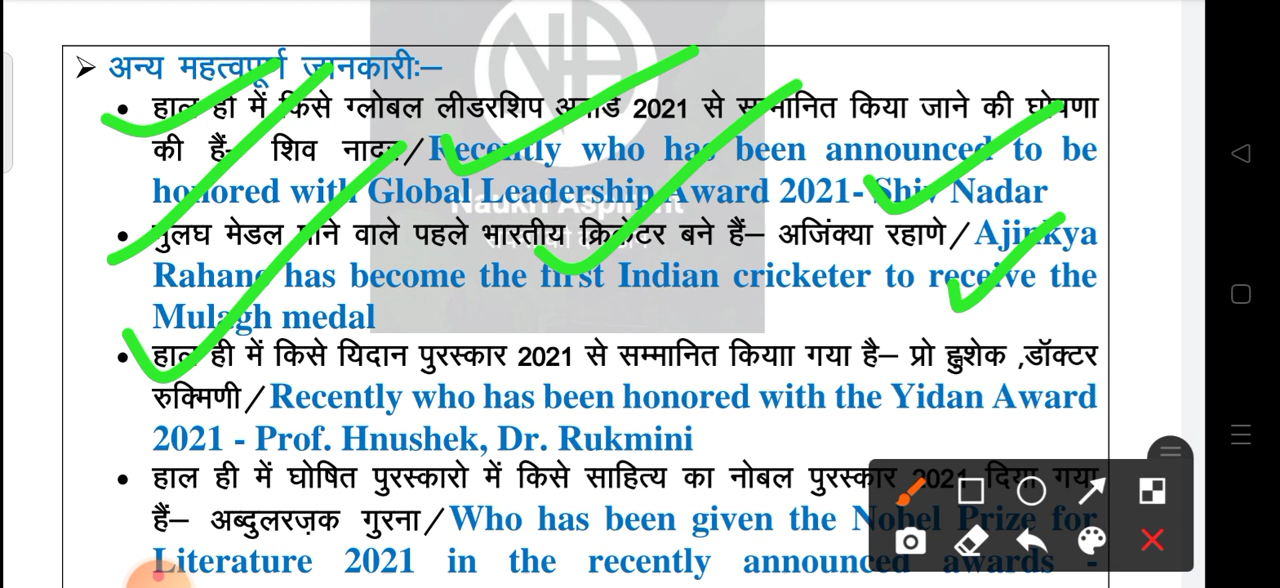 ➢ अन्य महत्वपूर्ण जानकारीः–
• हाल ही में किसे ग्लोबल लीडरशिप अवार्ड 2021 से सम्मानित किया जाने की घोषणा
की हैं– शिव नादर/Recently who has been announced to be
honored with Global Leadership Award 2021- Shiv Nadar
Naukri Aspirant
• मुलघ मेडल पाने वाले पहले भारतीय क्रिकेटर बने हैं– अजिंक्या रहाणे/Ajinkya
Rahane has become the first Indian cricketer to receive the
Mulagh medal
• हाल ही में किसे यिदान पुरस्कार 2021 से सम्मानित कियाा गया है– प्रो ह्नुशेक ,डॉक्टर
रुक्मिणी/Recently who has been honored with the Yidan Award
2021 - Prof. Hnushek, Dr. Rukmini
• हाल ही में घोषित पुरस्कारो में किसे साहित्य का नोबल पुरस्कार 2021 दिया गया
हैं– अब्दुलरज़क गुरना/Who has been given the Nobel Prize for
Literature 2021 in the recently announced awards -